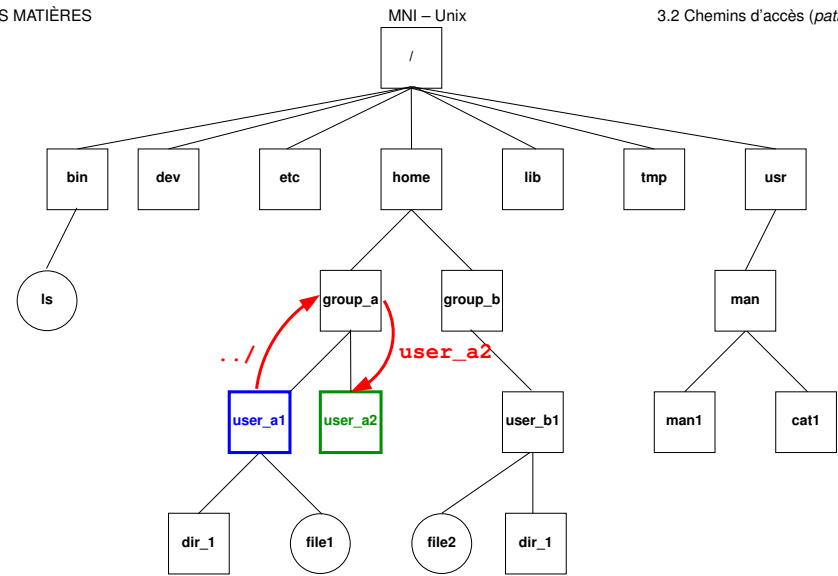 S MATIÈRES
MNI – Unix
3.2 Chemins d'accès (pat
/
bin
dev
etc
home
lib
tmp
usr
ls
group_a
group_b
man
../
user_a2
user_a1
user_a2
user_b1
man1
cat1
dir_1
file1
file2
dir_1